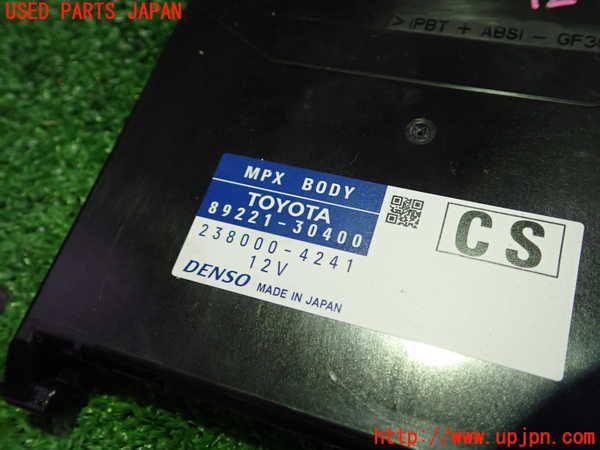 USED PARTS JAPAN
> (PBT + ABS) - GF30
MPX BODY
TOYOTA
89221-30400
238000-4241
12V
DENSO MADE IN JAPAN
CS
http://www.upjpn.com/